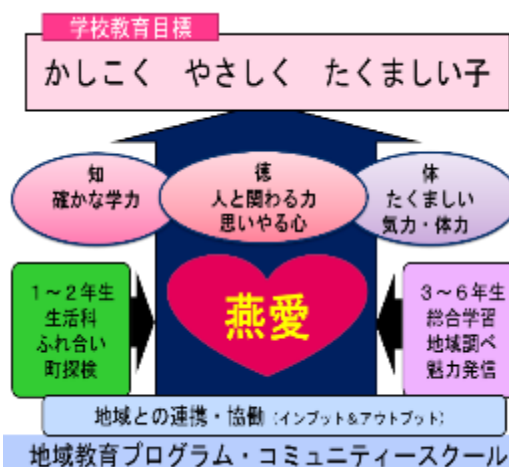 学校教育目標
かしこく やさしく たくましい子
知
確かな学力
徳
人と関わる力
思いやる心
体
たくましい
気力・体力
1~2年生
生活科
ふれ合い
町探検
燕愛
3~6年生
総合学習
地域調べ
魅力発信
地域との連携・協働(インプット&アウトプット)
地域教育プログラム・コミュニティースクール